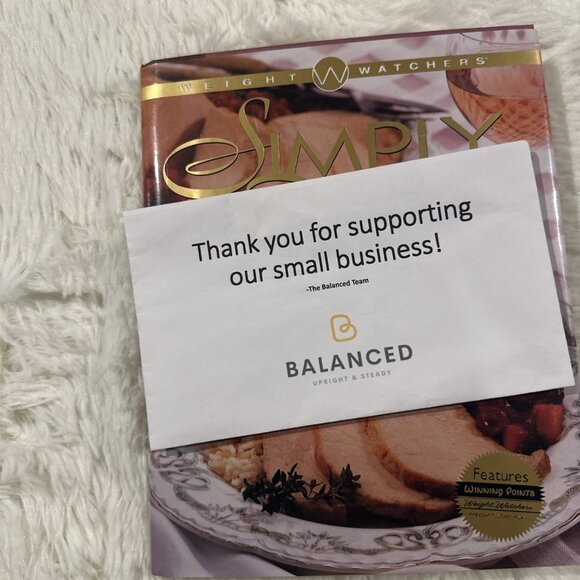 WEIGHT W WATCHERS
SIMPLY
Thank you for supporting
our small business!
-The Balanced Team
B
BALANCED
UPRIGHT & STEADY
Features
WINNING POINTS
Weight Watchers